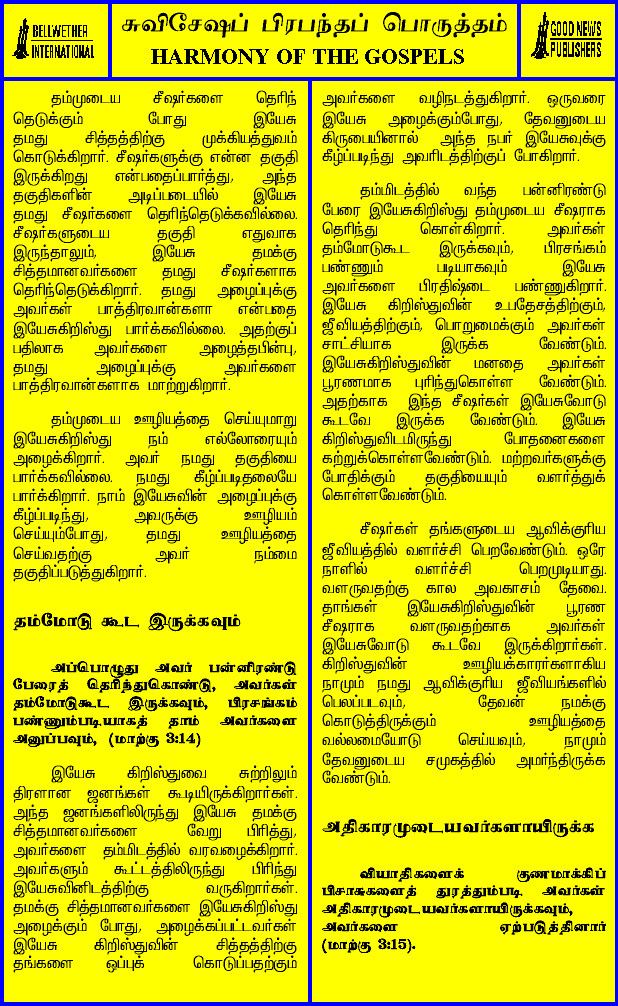 BELLWETHER
INTERNATIONAL
சுவிசேஷப் பிரபந்தப் பொருத்தம்
HARMONY OF THE GOSPELS
GOOD NEWS
PUBLISHERS
தம்முடைய சீஷர்களை தெரிந்
தெடுக்கும் போது இயேசு
தமது சித்தத்திற்கு முக்கியத்துவம்
கொடுக்கிறார். சீஷர்களுக்கு என்ன தகுதி
இருக்கிறது என்பதைப்பார்த்து, அந்த
தகுதிகளின் அடிப்படையில் இயேசு
தமது சீஷர்களை தெரிந்தெடுக்கவில்லை.
சீஷர்களுடைய தகுதி எதுவாக
இருந்தாலும், இயேசு தமக்கு
சித்தமானவர்களை தமது சீஷர்களாக
தெரிந்தெடுக்கிறார். தமது அழைப்புக்கு
அவர்கள் பாத்திரவான்களா என்பதை
இயேசுகிறிஸ்து பார்க்கவில்லை. அதற்குப்
பதிலாக அவர்களை அழைத்தபின்பு,
தமது அழைப்புக்கு அவர்களை
பாத்திரவான்களாக மாற்றுகிறார்.
தம்முடைய ஊழியத்தை செய்யுமாறு
இயேசுகிறிஸ்து நம் எல்லோரையும்
அழைக்கிறார். அவர் நமது தகுதியை
பார்க்கவில்லை. நமது கீழ்ப்படிதலையே
பார்க்கிறார். நாம் இயேசுவின் அழைப்புக்கு
கீழ்ப்படிந்து, அவருக்கு ஊழியம்
செய்யும்போது, தமது ஊழியத்தை
செய்வதற்கு அவர் நம்மை
தகுதிப்படுத்துகிறார்.
தம்மோடு கூட இருக்கவும்
அப்பொழுது அவர் பன்னிரண்டு
பேரைத் தெரிந்துகொண்டு, அவர்கள்
தம்மோடுகூட இருக்கவும், பிரசங்கம்
பண்ணும்படியாகத் தாம் அவர்களை
அனுப்பவும், (மாற்கு 3:14)
இயேசு கிறிஸ்துவை சுற்றிலும்
திரளான ஜனங்கள் கூடியிருக்கிறார்கள்.
அந்த ஜனங்களிலிருந்து இயேசு தமக்கு
சித்தமானவர்களை வேறு பிரித்து,
அவர்களை தம்மிடத்தில் வரவழைக்கிறார்.
அவர்களும் கூட்டத்திலிருந்து பிரிந்து
இயேசுவினிடத்திற்கு வருகிறார்கள்.
தமக்கு சித்தமானவர்களை இயேசுகிறிஸ்து
அழைக்கும் போது, அழைக்கப்பட்டவர்கள்
இயேசு கிறிஸ்துவின் சித்தத்திற்கு
தங்களை ஒப்புக் கொடுப்பதற்கும்
அவர்களை வழிநடத்துகிறார். ஒருவரை
இயேசு அழைக்கும்போது, தேவனுடைய
கிருபையினால் அந்த நபர் இயேசுவுக்கு
கீழ்ப்படிந்து அவரிடத்திற்குப் போகிறார்.
தம்மிடத்தில் வந்த பன்னிரண்டு
பேரை இயேசுகிறிஸ்து தம்முடைய சீஷராக
தெரிந்து கொள்கிறார். அவர்கள்
தம்மோடுகூட இருக்கவும், பிரசங்கம்
பண்ணும் படியாகவும் இயேசு
அவர்களை பிரதிஷ்டை பண்ணுகிறார்.
இயேசு கிறிஸ்துவின் உபதேசத்திற்கும்,
ஜீவியத்திற்கும், பொறுமைக்கும் அவர்கள்
சாட்சியாக இருக்க வேண்டும்.
இயேசுகிறிஸ்துவின் மனதை அவர்கள்
பூரணமாக புரிந்துகொள்ள வேண்டும்.
அதற்காக இந்த சீஷர்கள் இயேசுவோடு
கூடவே இருக்க வேண்டும். இயேசு
கிறிஸ்துவிடமிருந்து போதனைகளை
கற்றுக்கொள்ளவேண்டும். மற்றவர்களுக்கு
போதிக்கும் தகுதியையும் வளர்த்துக்
கொள்ளவேண்டும்.
சீஷர்கள் தங்களுடைய ஆவிக்குரிய
ஜீவியத்தில் வளர்ச்சி பெறவேண்டும். ஒரே
நாளில் வளர்ச்சி பெறமுடியாது.
வளருவதற்கு கால அவகாசம் தேவை.
தாங்கள் இயேசுகிறிஸ்துவின் பூரண
சீஷராக வளருவதற்காக அவர்கள்
இயேசுவோடு கூடவே இருக்கிறார்கள்.
கிறிஸ்துவின் ஊழியக்காரர்களாகிய
நாமும் நமது ஆவிக்குரிய ஜீவியங்களில்
பெலப்படவும், தேவன் நமக்கு
கொடுத்திருக்கும் ஊழியத்தை
வல்லமையோடு செய்யவும், நாமும்
தேவனுடைய சமுகத்தில் அமர்ந்திருக்க
வேண்டும்.
அதிகாரமுடையவர்களாயிருக்க
வியாதிகளைக் குணமாக்கிப்
பிசாசுகளைத் துரத்தும்படி அவர்கள்
அதிகாரமுடையவர்களாயிருக்கவும்,
அவர்களை ஏற்படுத்தினார்
(மாற்கு 3:15).